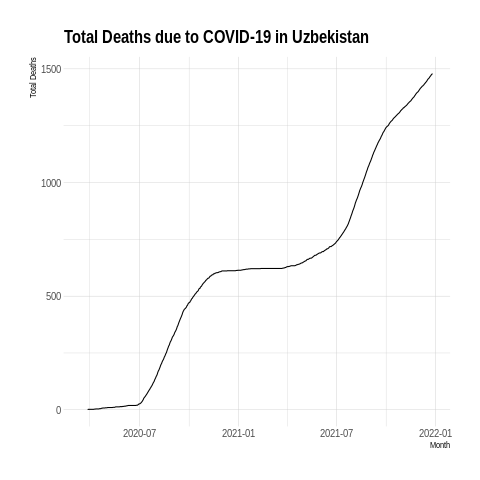 Total Deaths due to COVID-19 in Uzbekistan
Total Deaths
1500
1000
500
0
2020-07 2021-01 2021-07 2022-01
Month